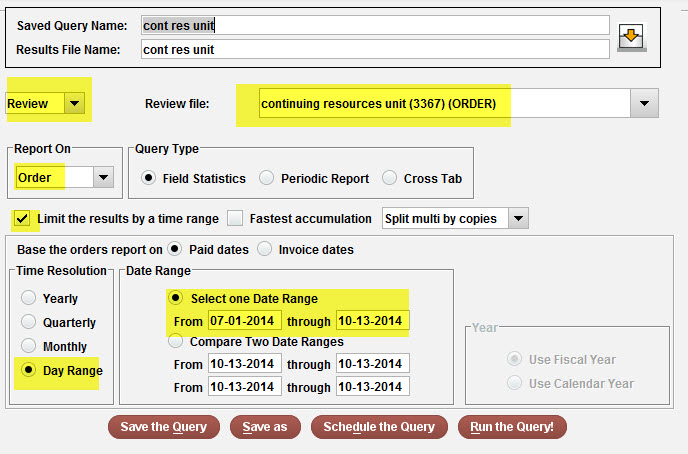 Saved Query Name: cont res unit
Results File Name: cont res unit
Review Review file: continuing resources unit (3367) (ORDER)
Report On Query Type
Order Field Statistics Periodic Report Cross Tab
Limit the results by a time range Fastest accumulation Split multi by copies
Base the orders report on Paid dates Invoice dates
Time Resolution Date Range
Yearly Select one Date Range
From 07-01-2014 through 10-13-2014
Quarterly
Compare Two Date Ranges
Monthly
From 10-13-2014 through 10-13-2014
Day Range
From 10-13-2014 through 10-13-2014
Year
Use Fiscal Year
Use Calendar Year
Save the Query Save as Schedule the Query Run the Query!